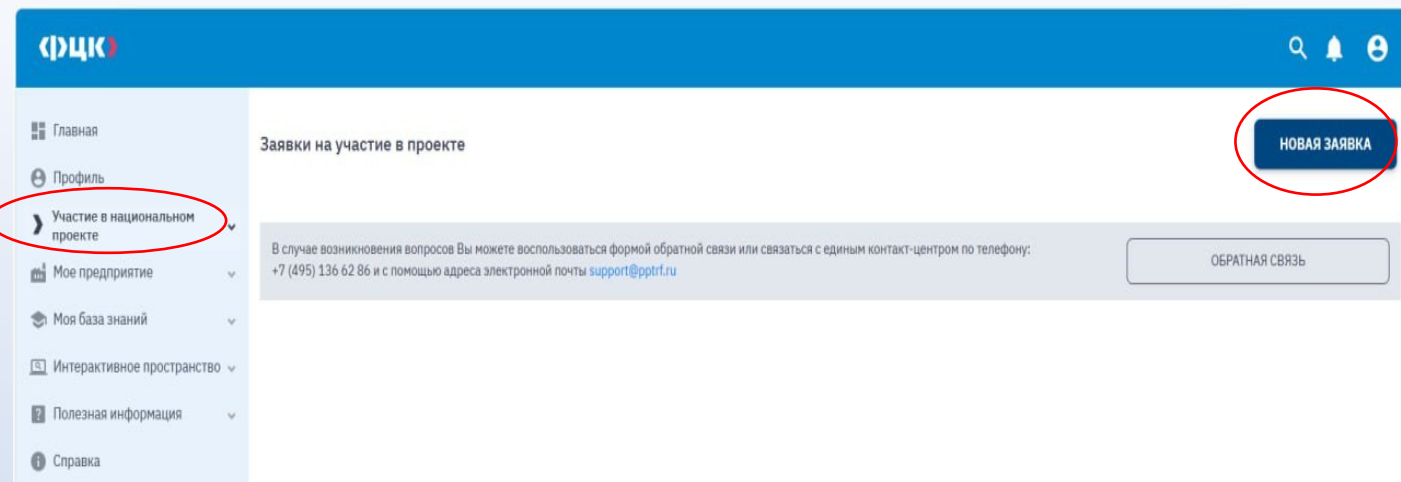 ФЦК
Главная
Профиль
Участие в национальном
проекте
Мое предприятие
Моя база знаний
Интерактивное пространство
Полезная информация
Справка
Заявки на участие в проекте
НОВАЯ ЗАЯВКА
В случае возникновения вопросов Вы можете воспользоваться формой обратной связи или связаться с единым контакт-центром по телефону:
+7 (495) 136 62 86 и с помощью адреса электронной почты support@pptrf.ru
ОБРАТНАЯ СВЯЗЬ